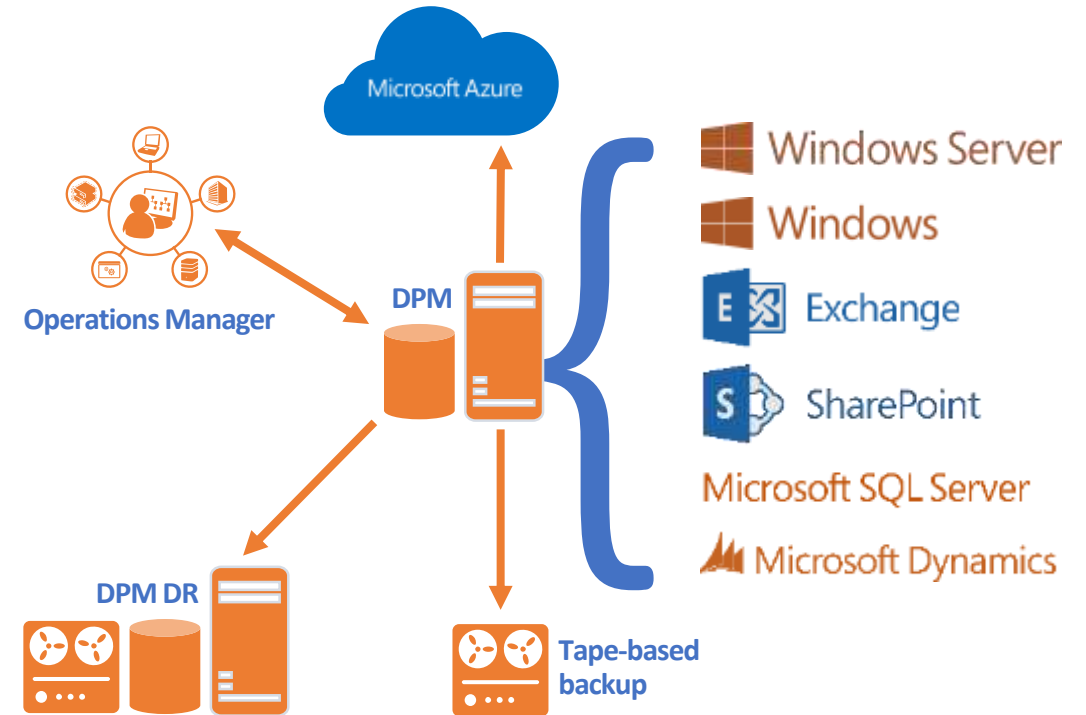 Microsoft Azure
Windows Server
Windows
Operations Manager
DPM
E
Exchange
S
SharePoint
Microsoft SQL Server
Microsoft Dynamics
DPM DR
Tape-based
backup